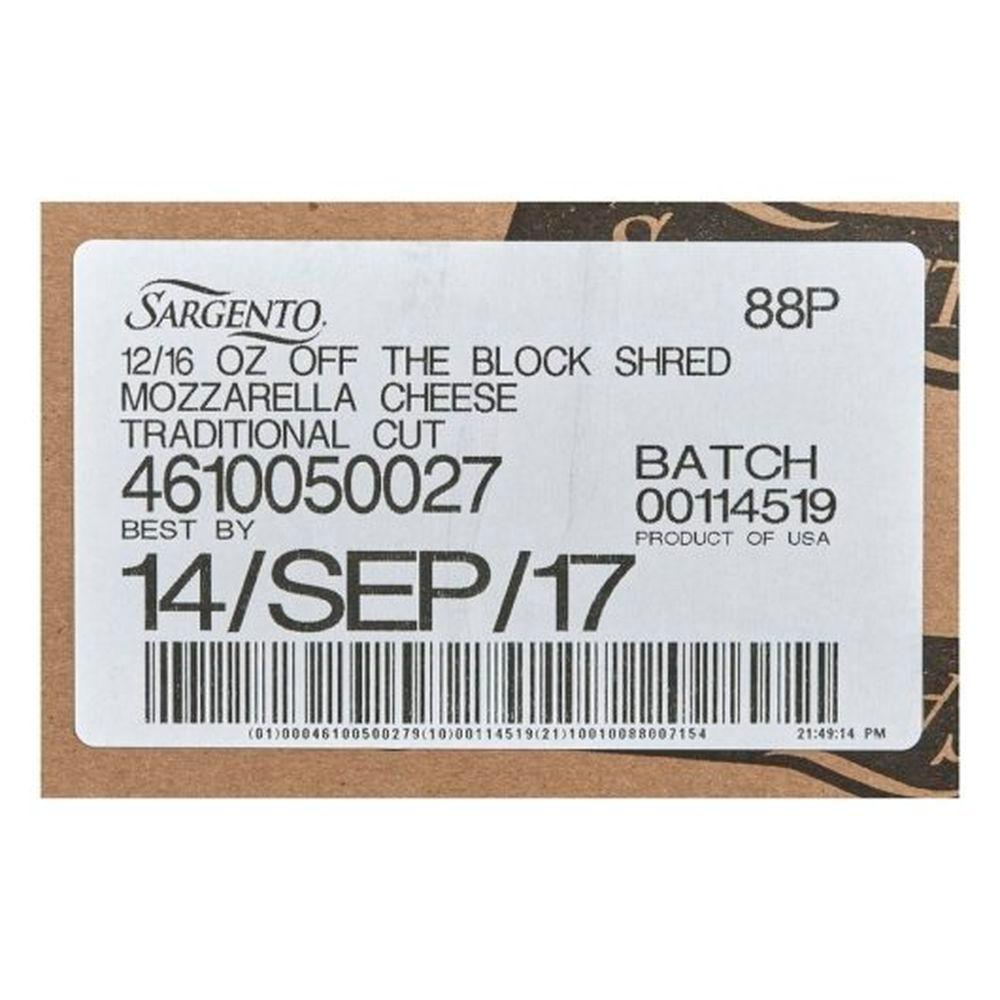 SARGENTO.
88P
12/16 OZ OFF THE BLOCK SHRED
MOZZARELLA CHEESE
TRADITIONAL CUT
4610050027
BATCH
00114519
PRODUCT OF USA
BEST BY
14/SEP/17
(01)00046100500279(10)00114519(21)10010088007154
21:49:14 PM